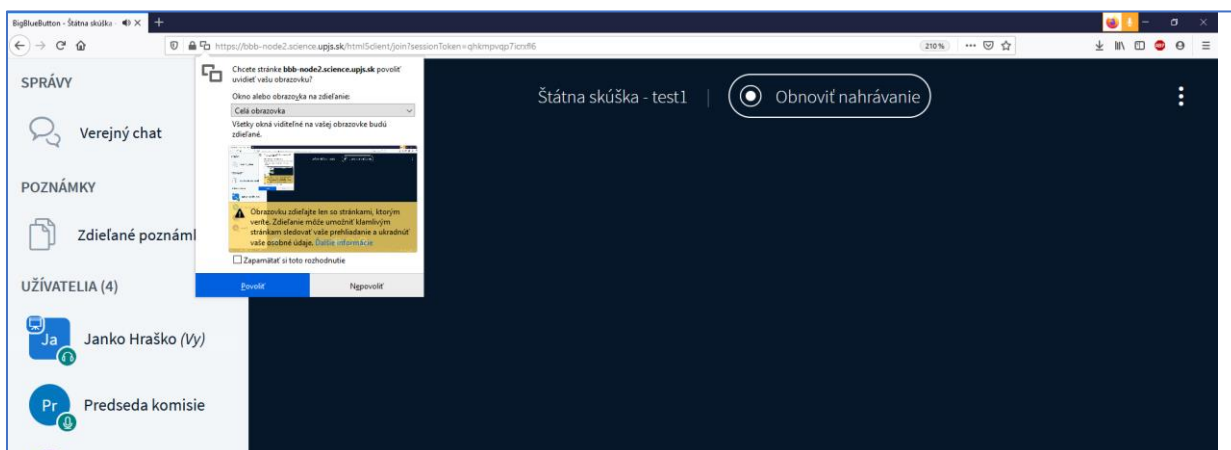 BigBlueButton - Štátna skúška
https://bbb-node2.science.upjs.sk/html5client/join?sessionToken=
210%
SPRÁVY
Verejný chat
POZNÁMKY
Zdieľané poznáml
UŽÍVATELIA (4)
Ja
Janko Hraško (Vy)
Pr
Predseda komisie
Chcete stránke bbb-node2.science.upjs.sk povoliť
uvidieť vašu obrazovku?
Okno alebo obrazovka na zdieľanie:
Celá obrazovka
Všetky okná viditeľné na vašej obrazovke budú
zdieľané.
Obrazovku zdieľajte len so stránkami, ktorým
veríte. Zdieľanie môže umožniť klamlivým
stránkam sledovať vaše prehliadanie a ukradnúť
vaše osobné údaje. Ďalšie informácie
Zapamätať si toto rozhodnutie
Povoliť
Nepovoliť
Štátna skúška - test1
Obnoviť nahrávanie